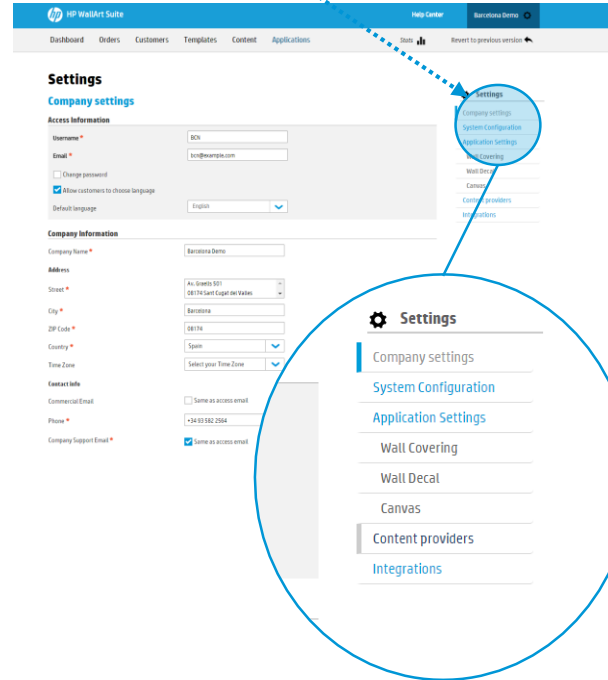 hp HP WallArt Suite Help Center Barcelona Demo
Dashboard Orders Customers Templates Content Applications Stats Revert to previous version
Settings
Company settings
Access Information
Username *
BCN
Email *
bcn@example.com
Change password
Allow customers to choose language
Default language
English
Company Information
Company Name *
Barcelona Demo
Address
Street *
Av. Graells 501
08174 Sant Cugat del Valles
City *
Barcelona
ZIP Code *
08174
Country *
Spain
Time Zone
Select your Time Zone
Contact info
Commercial Email
Same as access email
Phone *
+34 93 582 2564
Company Support Email *
Same as access email
Settings
Company settings
System Configuration
Application Settings
Wall Covering
Wall Decal
Canvas
Content providers
Integrations
Settings
Company settings
System Configuration
Application Settings
Wall Covering
Wall Decal
Canvas
Content providers
Integrations